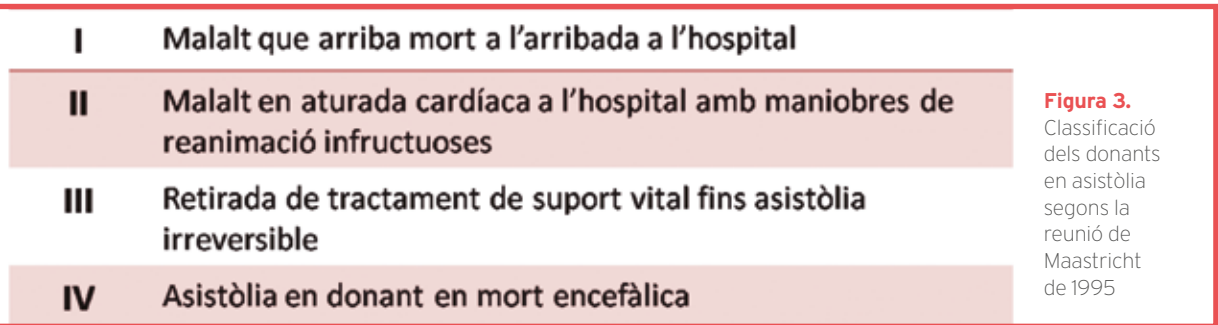 I Malalt que arriba mort a l'arribada a l'hospital
II Malalt en aturada cardíaca a l'hospital amb maniobres de
reanimació infructuoses
III Retirada de tractament de suport vital fins asistòlia
irreversible
IV Asistòlia en donant en mort encefàlica
Figura 3.
Classificació
dels donants
en asistòlia
segons la
reunió de
Maastricht
de 1995